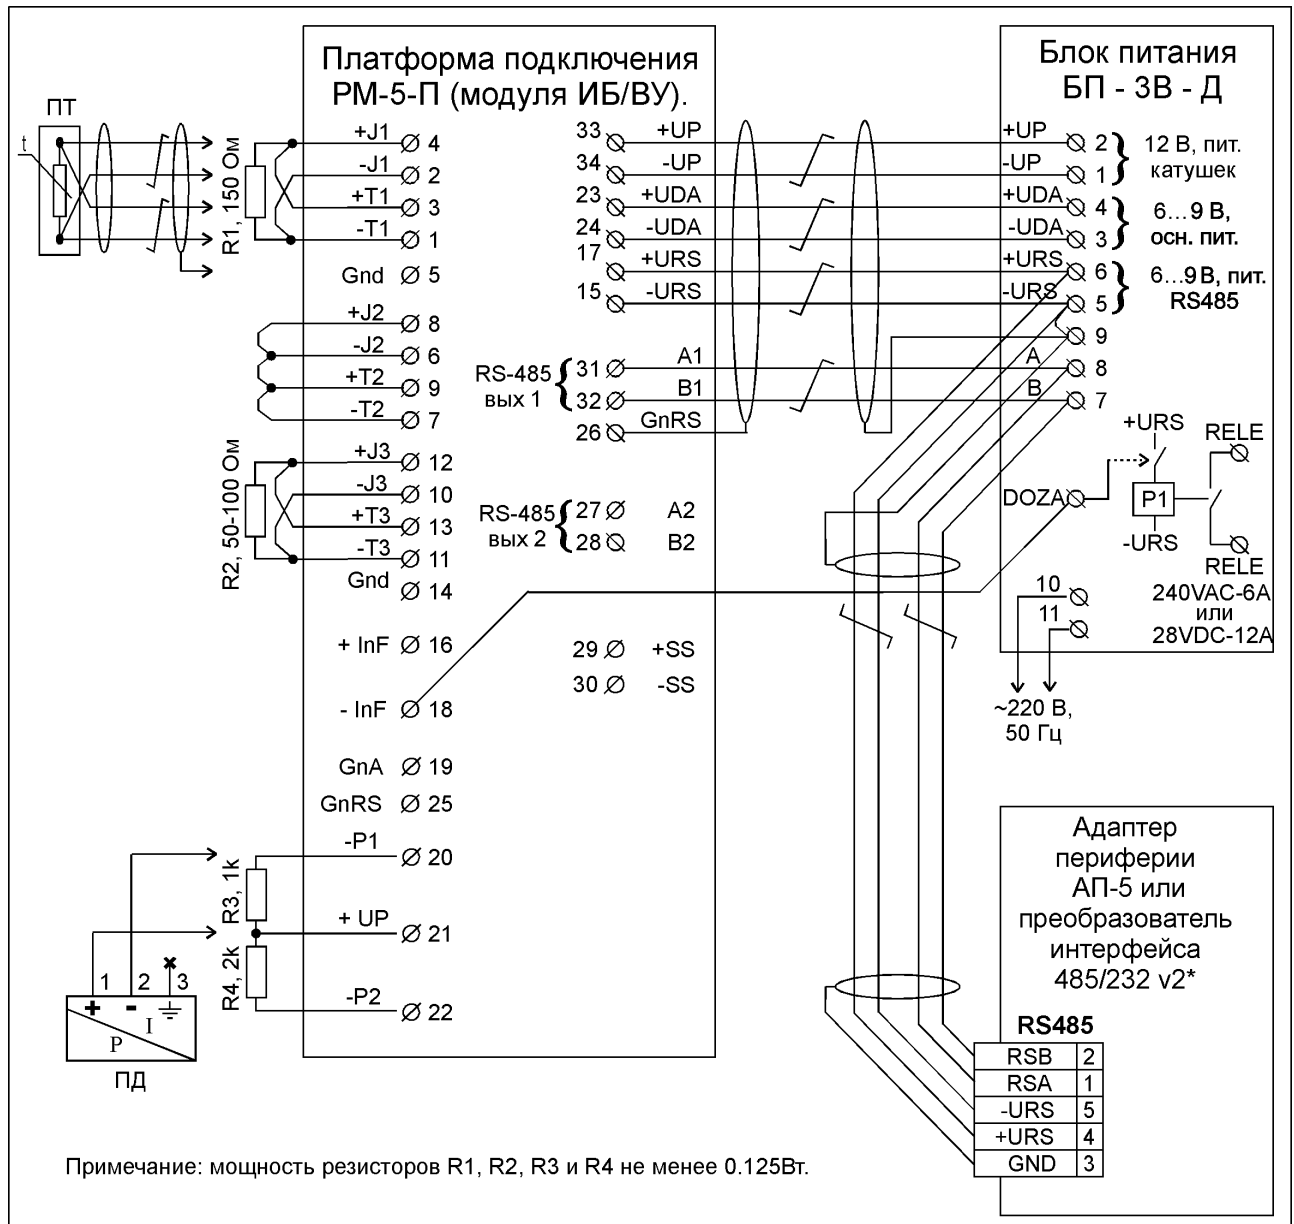 Платформа подключения
РМ-5-П (модуля ИБ/ВУ).
Блок питания
БП - 3В - Д
ПТ
t
R1, 150 Ом
+J1 4
-J1 2
+T1 3
-T1 1
Gnd 5
+J2 8
-J2 6
+T2 9
-T2 7
R2, 50-100 Ом
+J3 12
-J3 10
+T3 13
-T3 11
Gnd 14
+ InF 16
- InF 18
GnA 19
GnRS 25
-P1 20
+ UP 21
-P2 22
R3, 1k
R4, 2k
1 2 3
+ -
I
P
ПД
33 +UP
34 -UP
23 +UDA
24 -UDA
17 +URS
15 -URS
RS-485
вых 1
31 A1
32 B1
26 GnRS
RS-485
вых 2
27 A2
28 B2
29 +SS
30 -SS
+UP 2
-UP 1
12 В, пит.
катушек
+UDA 4
-UDA 3
6...9 В,
осн. пит.
+URS 6
-URS 5
6...9 В, пит.
RS485
9
A 8
B 7
DOZA
+URS
P1
-URS
RELE
RELE
240VAC-6A
или
28VDC-12A
10
11
~220 В,
50 Гц
Адаптер
периферии
АП-5 или
преобразователь
интерфейса
485/232 v2*
RS485
RSB 2
RSA 1
-URS 5
+URS 4
GND 3
Примечание: мощность резисторов R1, R2, R3 и R4 не менее 0.125Вт.